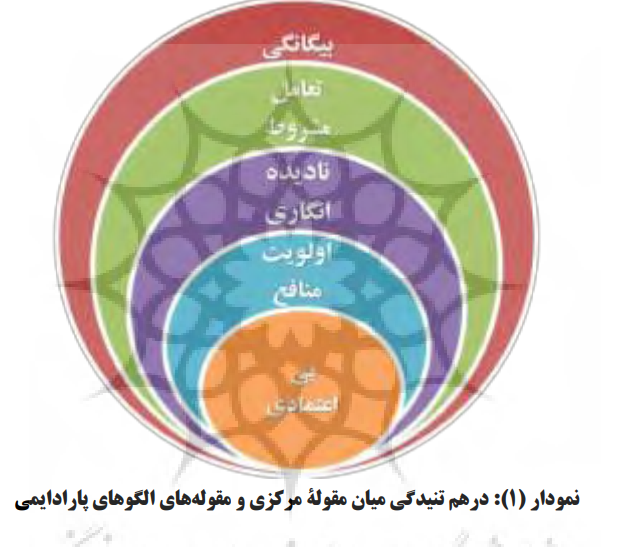 بیگانگی
تعامل
مشروط
نادیده
انگاری
اولویت
منافع
بی
اعتمادی
نمودار (۱): درهم تنیدگی میان مقولهٔ مرکزی و مقوله‌های الگوهای پارادایمی